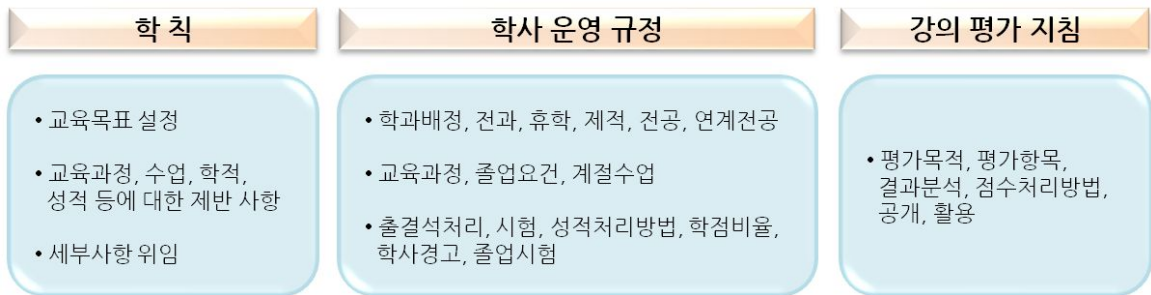 학 칙
• 교육목표 설정
• 교육과정, 수업, 학적,
성적 등에 대한 제반 사항
• 세부사항 위임
학사 운영 규정
• 학과배정, 전과, 휴학, 제적, 전공, 연계전공
• 교육과정, 졸업요건, 계절수업
• 출결석처리, 시험, 성적처리방법, 학점비율,
학사경고, 졸업시험
강의 평가 지침
• 평가목적, 평가항목,
결과분석, 점수처리방법,
공개, 활용